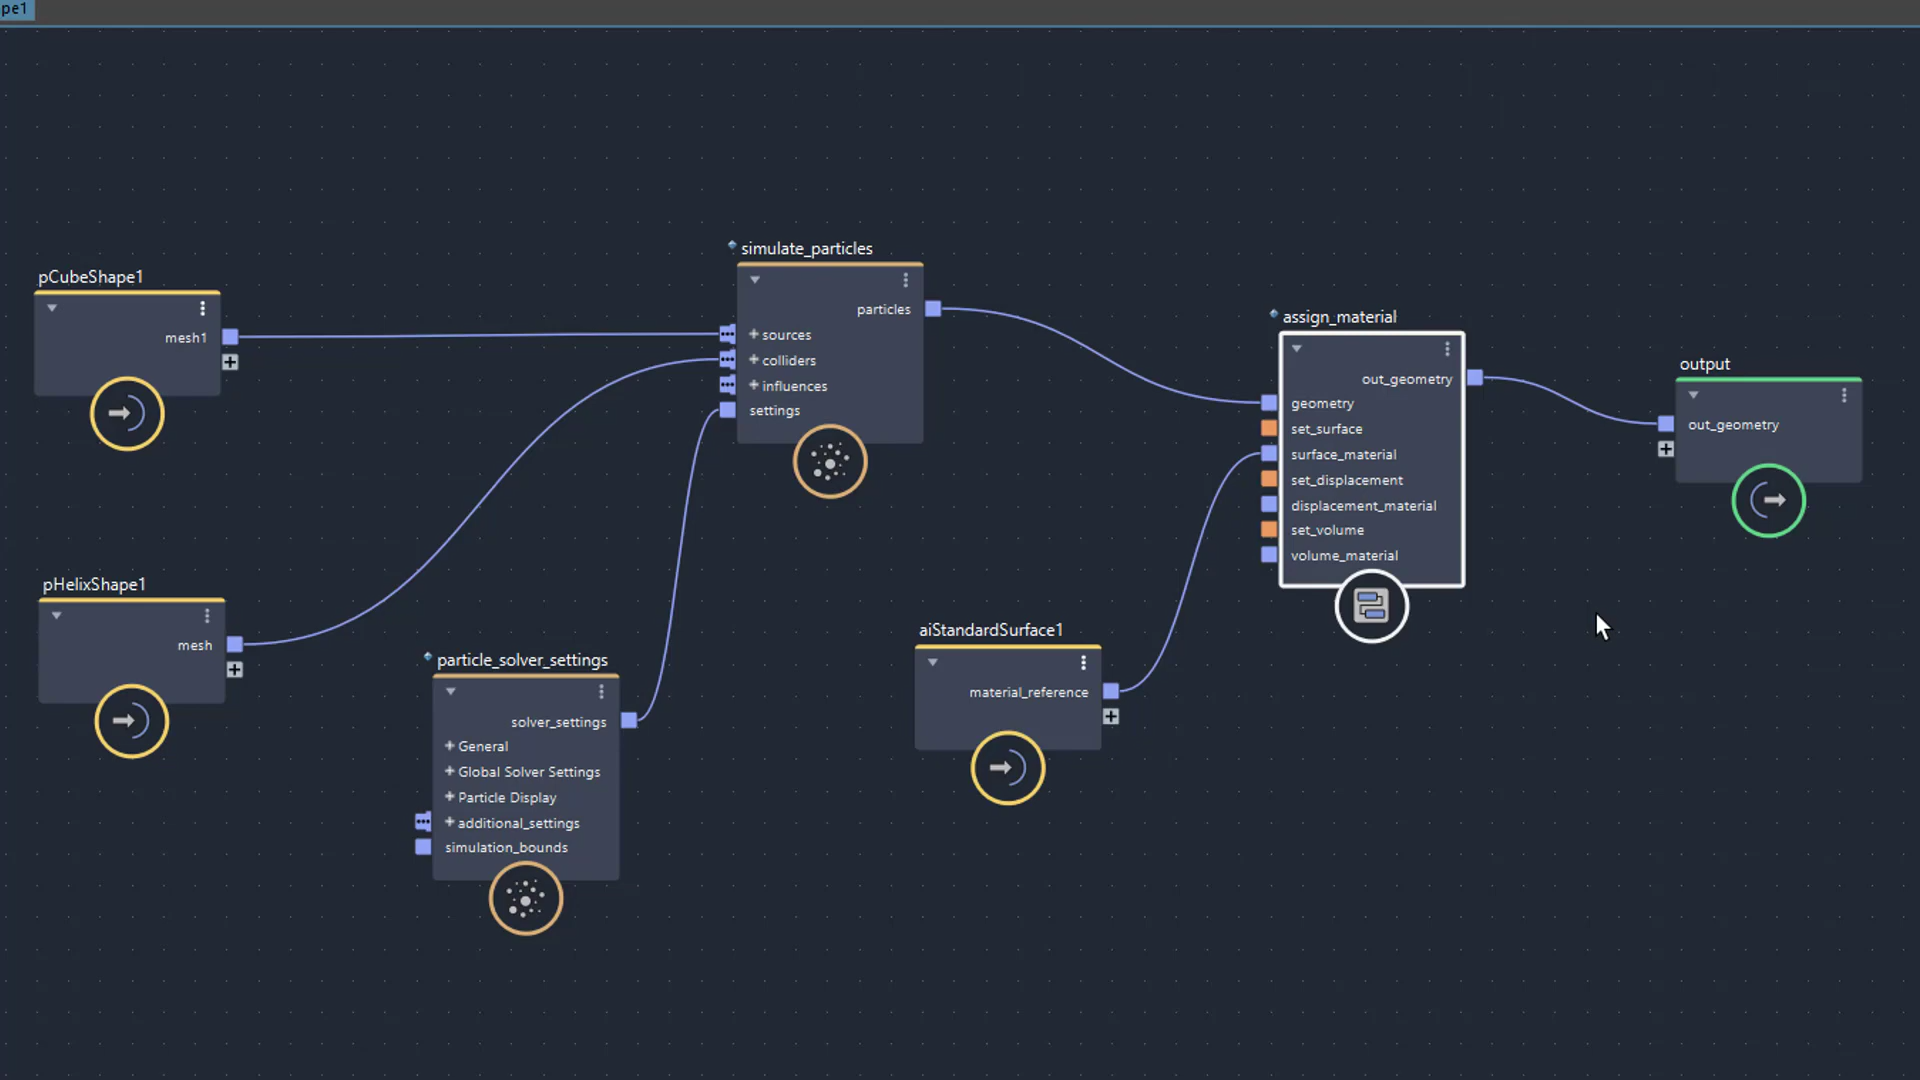 pe1
pCubeShape1
mesh1
simulate_particles
particles
sources
colliders
influences
settings
assign_material
out_geometry
geometry
set_surface
surface_material
set_displacement
displacement_material
set_volume
volume_material
output
out_geometry
pHelixShape1
mesh
particle_solver_settings
solver_settings
General
Global Solver Settings
Particle Display
additional_settings
simulation_bounds
aiStandardSurface1
material_reference